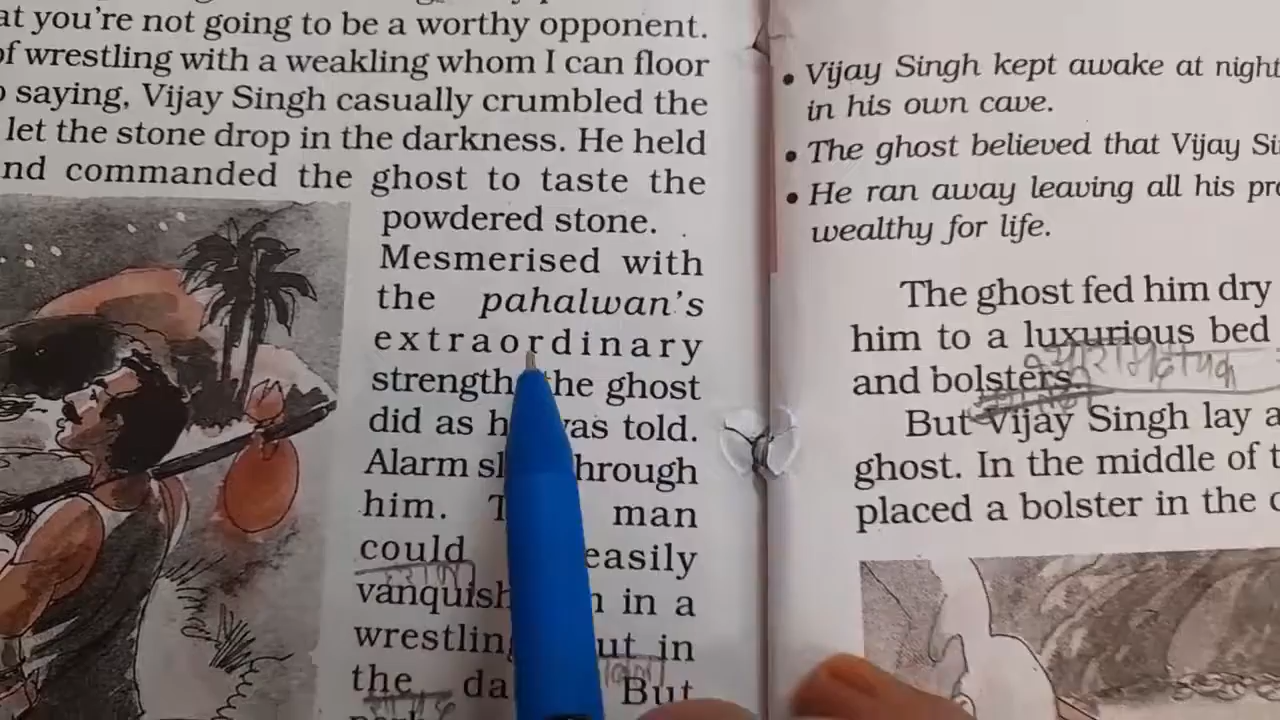 at you're not going to be a worthy opponent.
of wrestling with a weakling whom I can floor
saying, Vijay Singh casually crumbled the
let the stone drop in the darkness. He held
nd commanded the ghost to taste the
powdered stone.
Mesmerised with
the pahalwan's
extraordinary
strength the ghost
did as h was told.
Alarm sl hrough
him. T man
could easily
vanquish in a
wrestling ut in
the da But
• Vijay Singh kept awake at night
in his own cave.
• The ghost believed that Vijay Si
• He ran away leaving all his pro
wealthy for life.
The ghost fed him dry
him to a luxurious bed
and bolsters.
But Vijay Singh lay a
ghost. In the middle of t
placed a bolster in the c